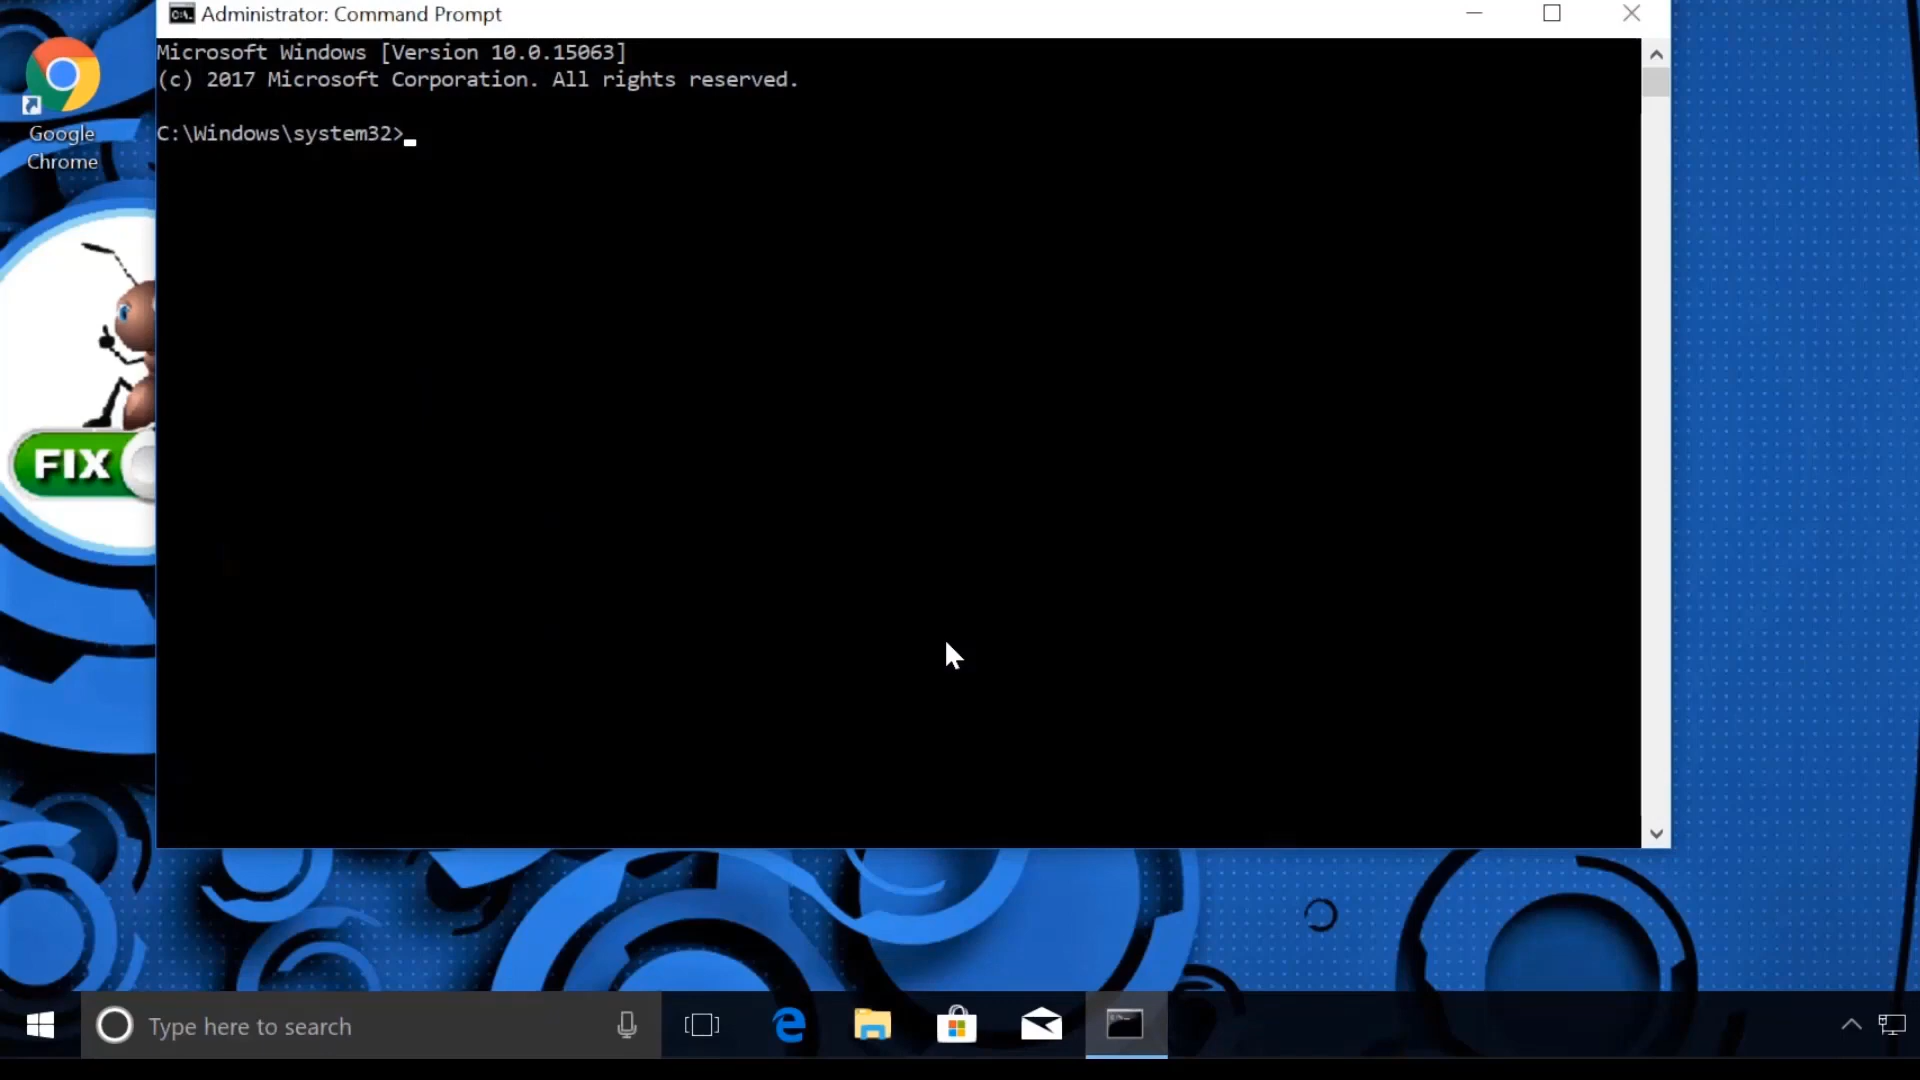 Administrator: Command Prompt
Microsoft Windows [Version 10.0.15063]
(c) 2017 Microsoft Corporation. All rights reserved.
C:\Windows\system32>
Google
Chrome
FIX
Type here to search